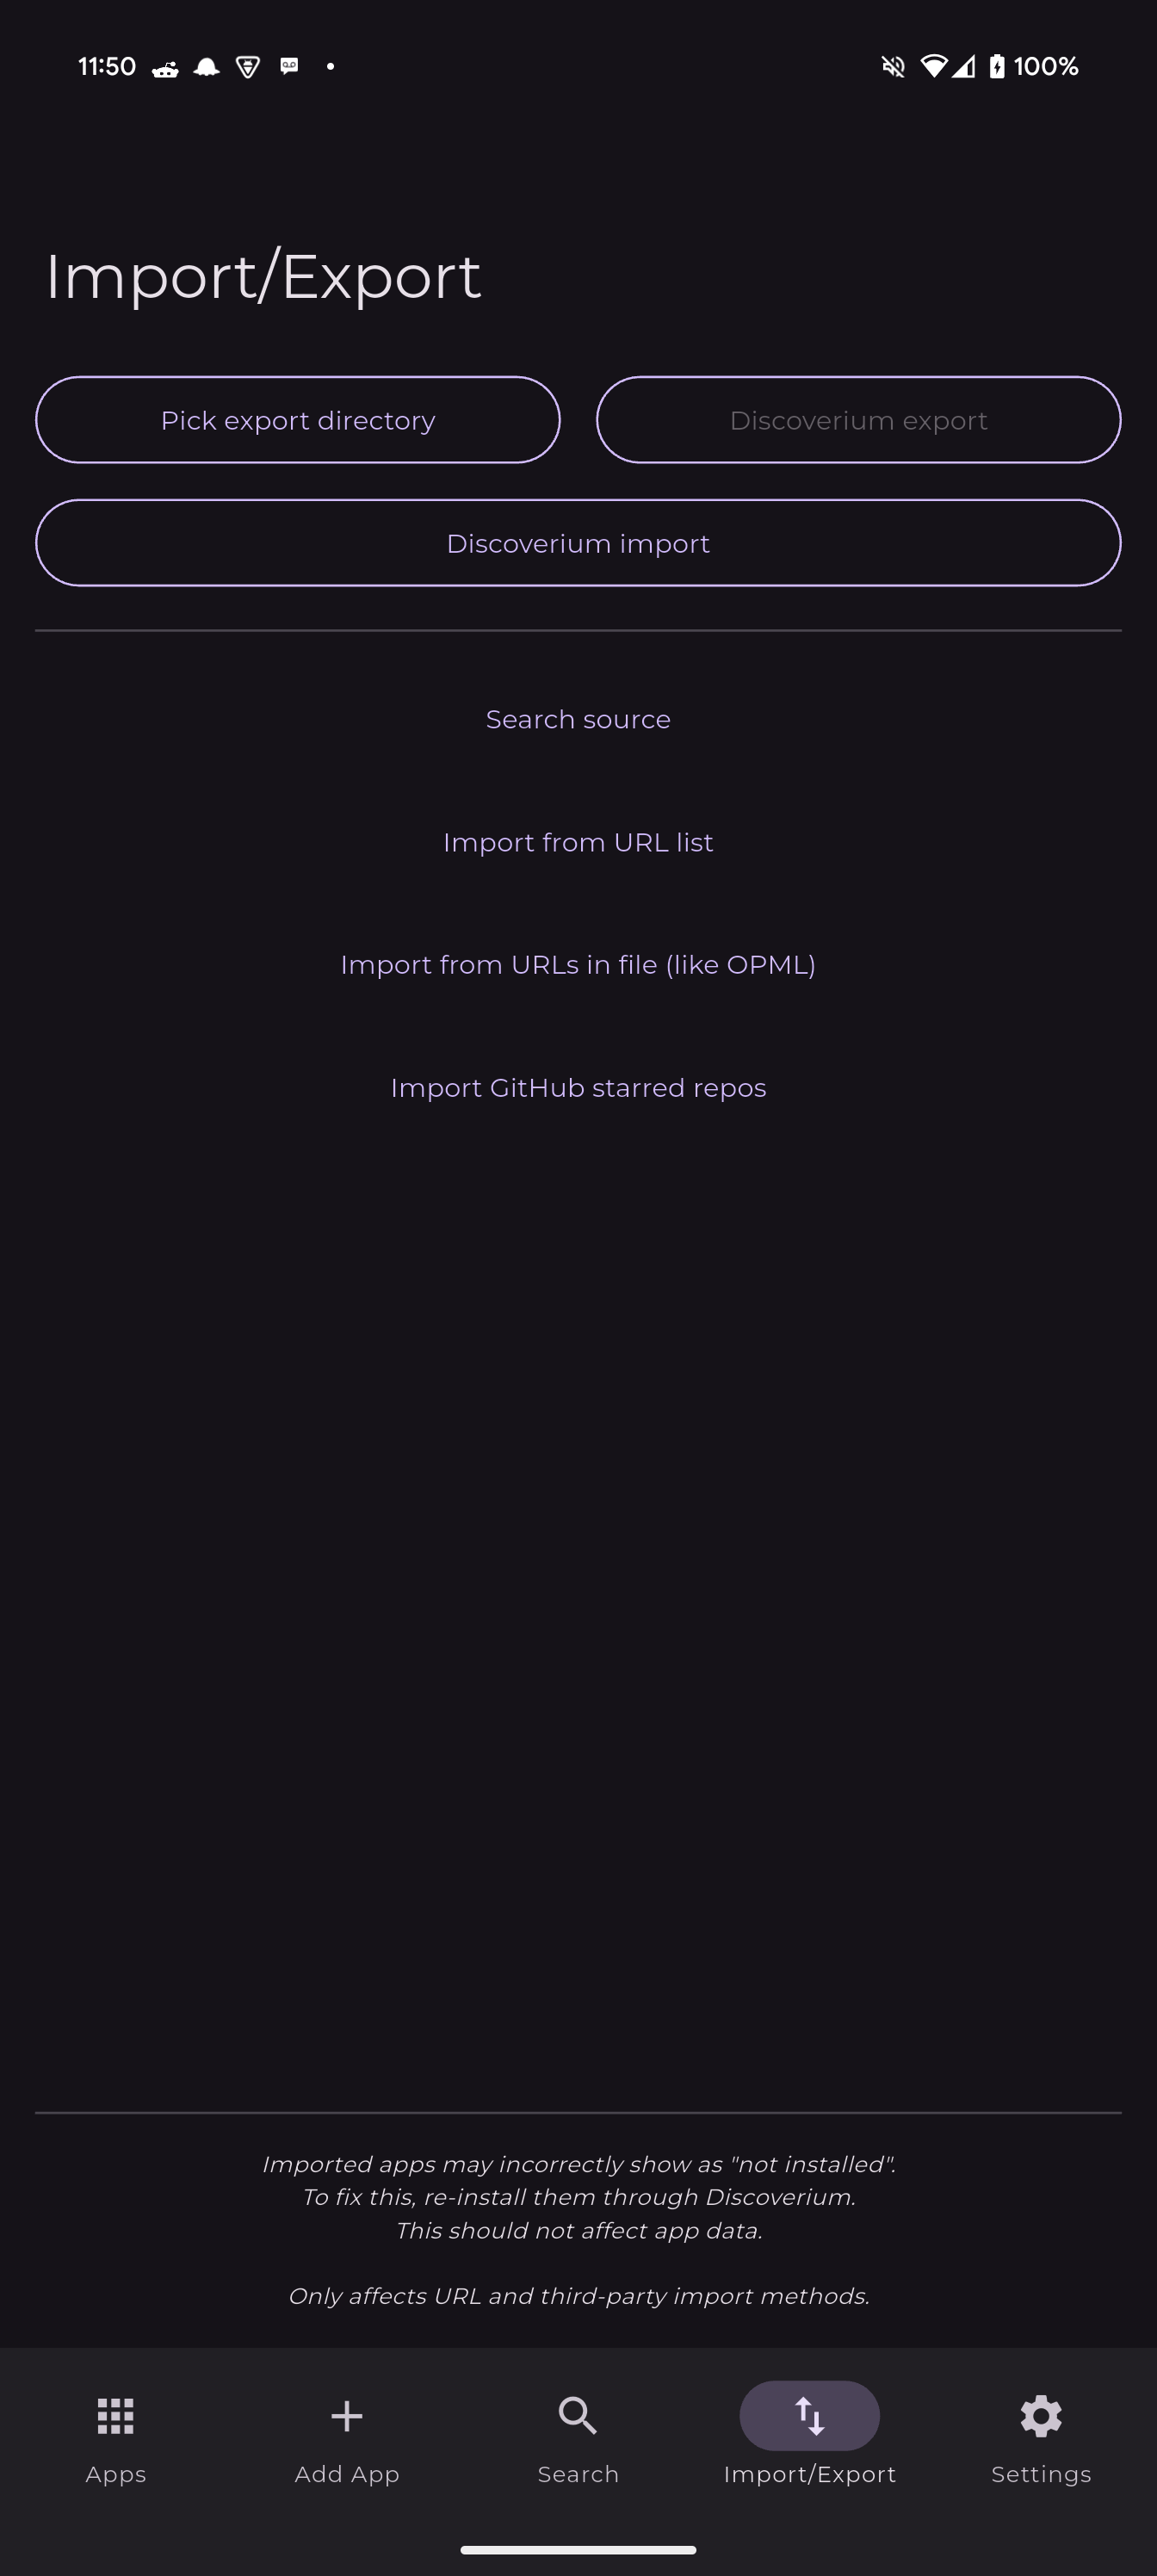 11:50
100%
Import/Export
Pick export directory
Discoverium export
Discoverium import
Search source
Import from URL list
Import from URLs in file (like OPML)
Import GitHub starred repos
Imported apps may incorrectly show as "not installed".
To fix this, re-install them through Discoverium.
This should not affect app data.
Only affects URL and third-party import methods.
Apps
Add App
Search
Import/Export
Settings